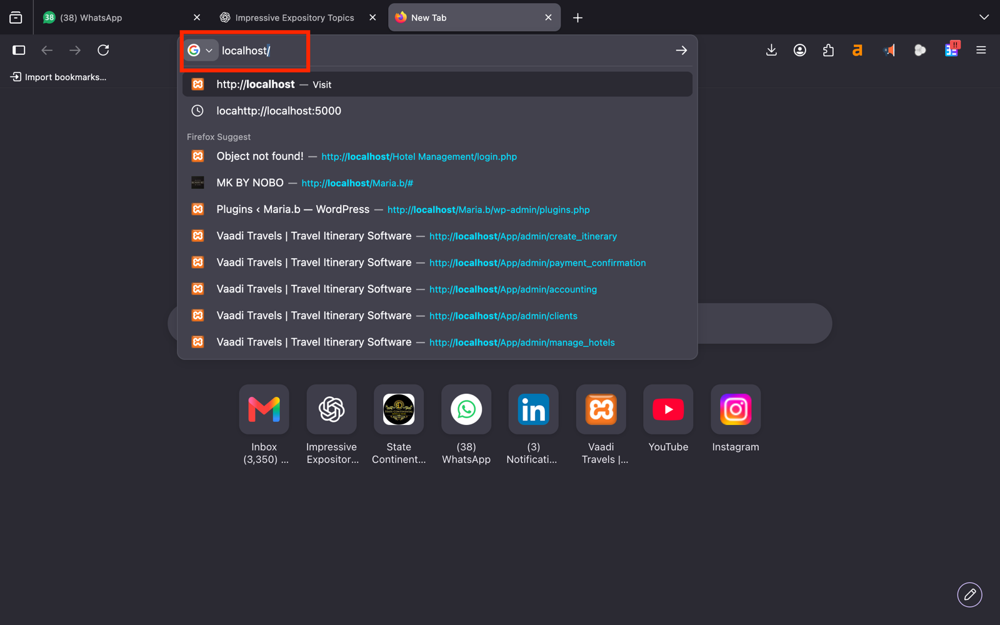 38 (38) WhatsApp
Impressive Expository Topics
New Tab
localhost/
Import bookmarks...
http://localhost — Visit
locahttp://localhost:5000
Firefox Suggest
Object not found! — http://localhost/Hotel Management/login.php
MK BY NOBO — http://localhost/Maria.b/#
Plugins ‹ Maria.b — WordPress — http://localhost/Maria.b/wp-admin/plugins.php
Vaadi Travels | Travel Itinerary Software — http://localhost/App/admin/create_itinerary
Vaadi Travels | Travel Itinerary Software — http://localhost/App/admin/payment_confirmation
Vaadi Travels | Travel Itinerary Software — http://localhost/App/admin/accounting
Vaadi Travels | Travel Itinerary Software — http://localhost/App/admin/clients
Vaadi Travels | Travel Itinerary Software — http://localhost/App/admin/manage_hotels
Inbox
(3,350) ...
Impressive
Expositor...
STATE CONTINENTAL
State
Continent...
(38)
WhatsApp
in
(3)
Notificati...
Vaadi
Travels |...
YouTube
Instagram